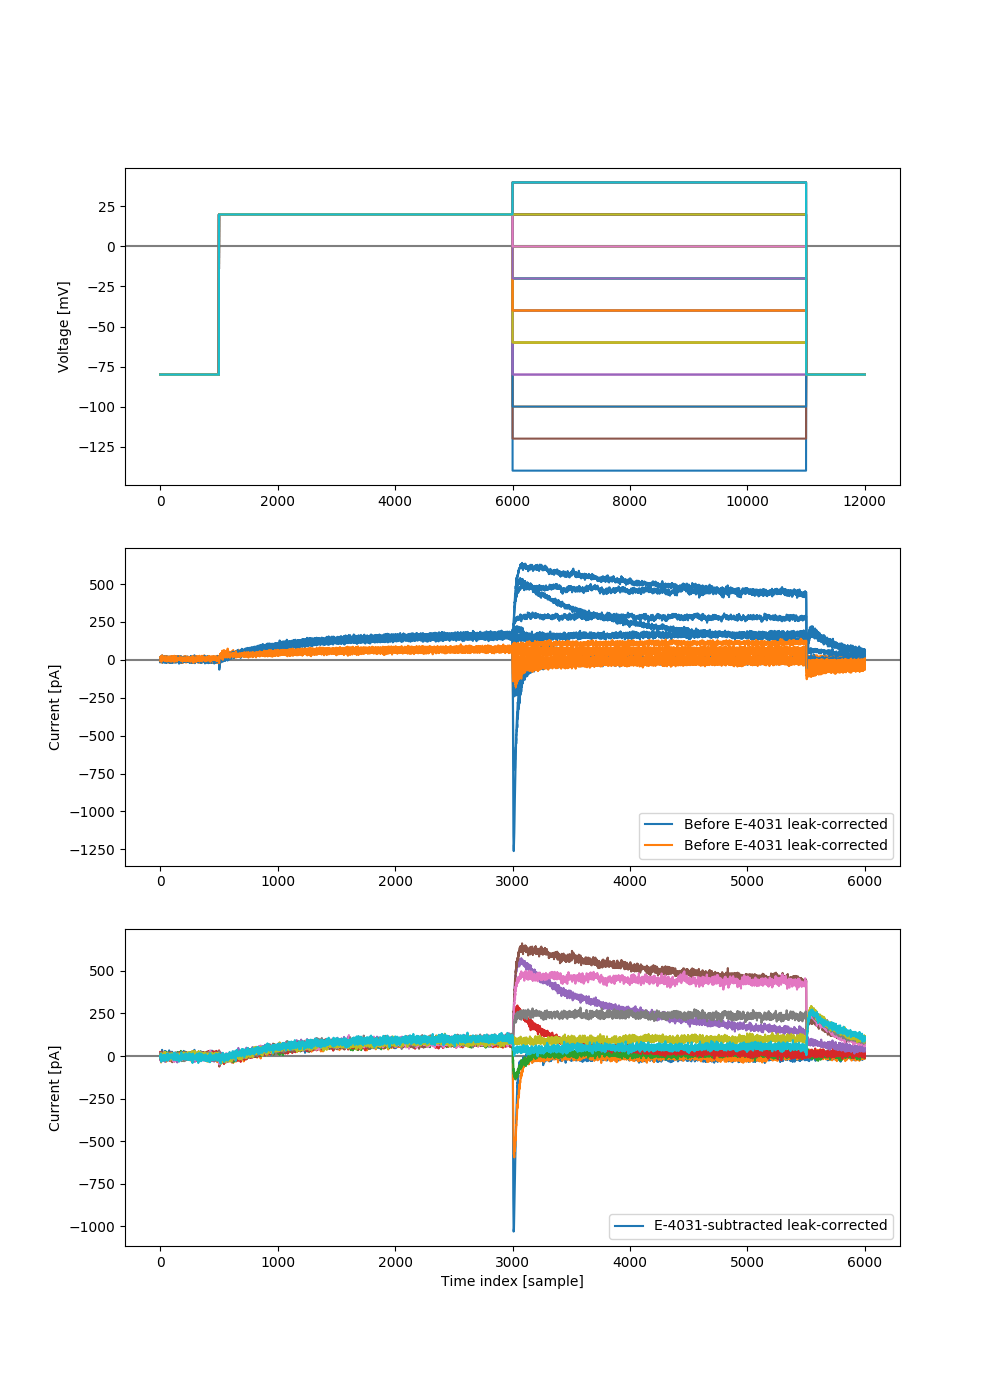 25
0
−25
−50
−75
−100
−125
Voltage [mV]
0 2000 4000 6000 8000 10000 12000
500
250
0
−250
−500
−750
−1000
−1250
Current [pA]
Before E-4031 leak-corrected
Before E-4031 leak-corrected
0 1000 2000 3000 4000 5000 6000
500
250
0
−250
−500
−750
−1000
Current [pA]
E-4031-subtracted leak-corrected
0 1000 2000 3000 4000 5000 6000
Time index [sample]